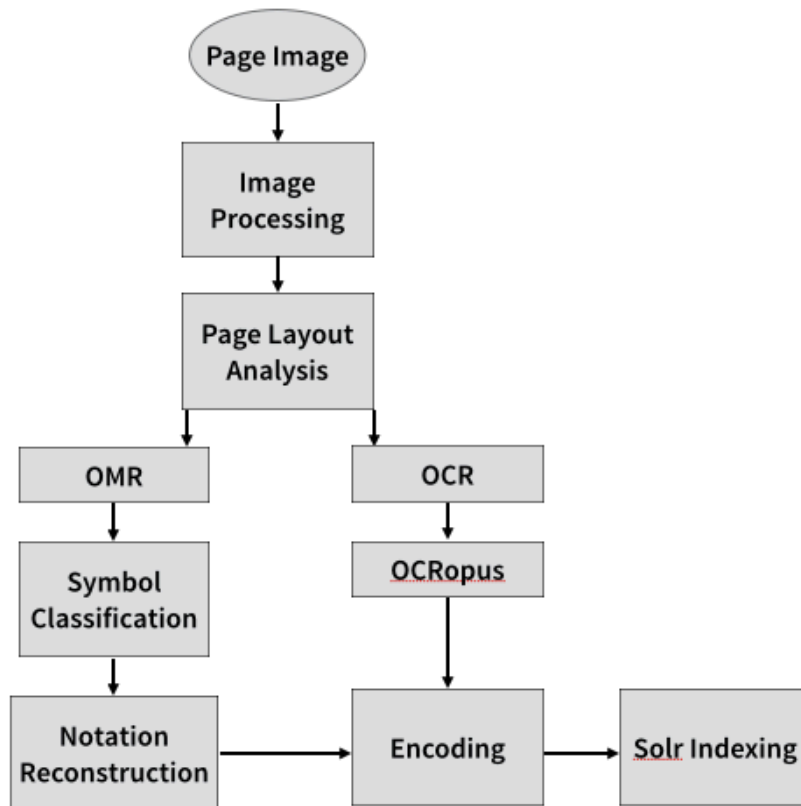 Page Image
Image
Processing
Page Layout
Analysis
OMR
OCR
Symbol
Classification
OCRopus
Notation
Reconstruction
Encoding
Solr Indexing